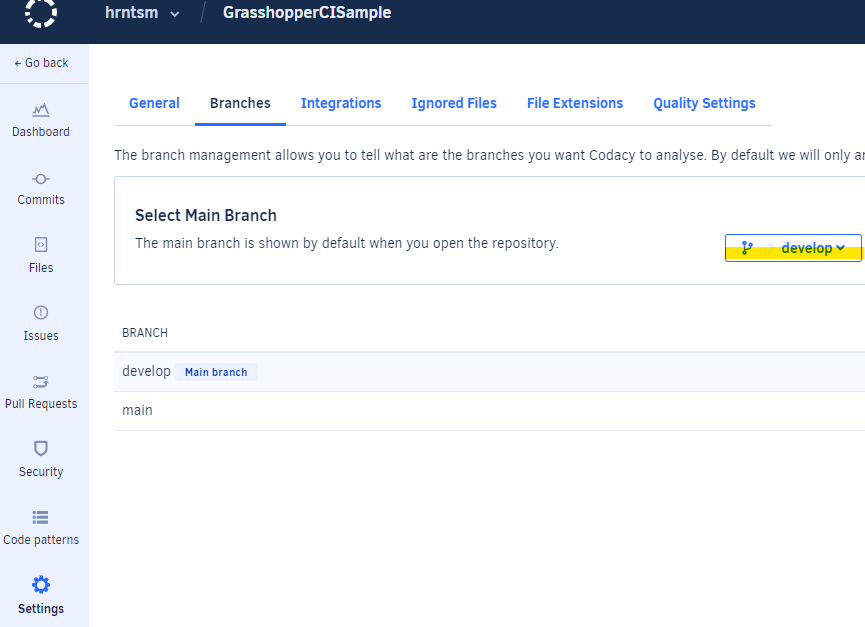 hrntsm / GrasshopperCISample
← Go back
General Branches Integrations Ignored Files File Extensions Quality Settings
Dashboard
The branch management allows you to tell what are the branches you want Codacy to analyse. By default we will only
Commits
Select Main Branch
The main branch is shown by default when you open the repository.
develop
Files
Issues
BRANCH
develop Main branch
main
Pull Requests
Security
Code patterns
Settings